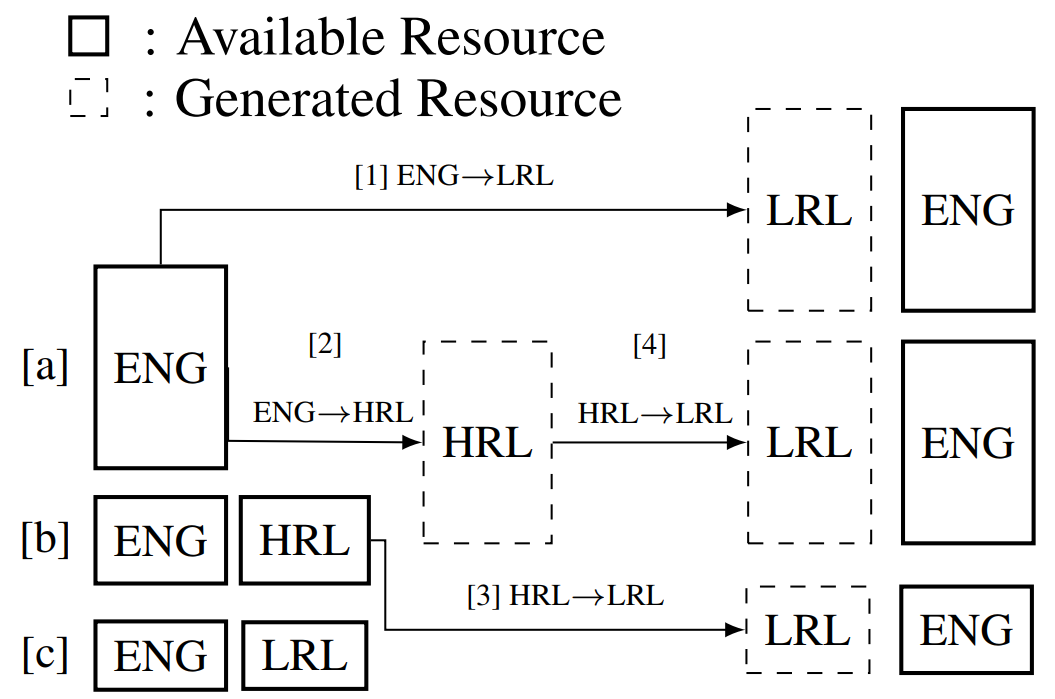 : Available Resource
: Generated Resource
[1] ENG→LRL
LRL ENG
[a] ENG
[2] [4]
ENG→HRL HRL→LRL
HRL LRL ENG
[b] ENG HRL
[3] HRL→LRL
LRL ENG
[c] ENG LRL